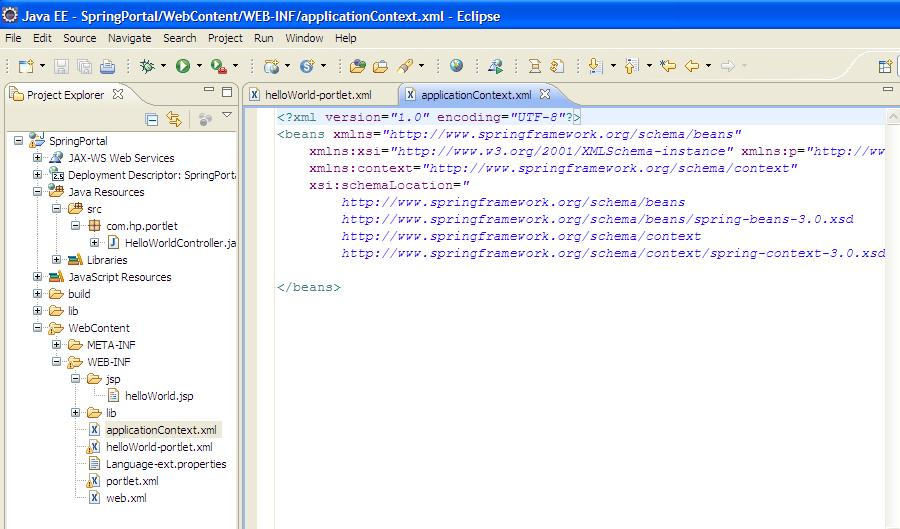 Java EE - SpringPortal/WebContent/WEB-INF/applicationContext.xml - Eclipse
File Edit Source Navigate Search Project Run Window Help
Project Explorer
helloWorld-portlet.xml
applicationContext.xml
SpringPortal
JAX-WS Web Services
Deployment Descriptor: SpringPorta
Java Resources
src
com.hp.portlet
HelloWorldController.ja
Libraries
JavaScript Resources
build
lib
WebContent
META-INF
WEB-INF
jsp
helloWorld.jsp
lib
applicationContext.xml
helloWorld-portlet.xml
Language-ext.properties
portlet.xml
web.xml
<?xml version="1.0" encoding="UTF-8"?>
<beans xmlns="http://www.springframework.org/schema/beans"
xmlns:xsi="http://www.w3.org/2001/XMLSchema-instance" xmlns:p="http://ww
xmlns:context="http://www.springframework.org/schema/context"
xsi:schemaLocation="
http://www.springframework.org/schema/beans
http://www.springframework.org/schema/beans/spring-beans-3.0.xsd
http://www.springframework.org/schema/context
http://www.springframework.org/schema/context/spring-context-3.0.xsd
</beans>